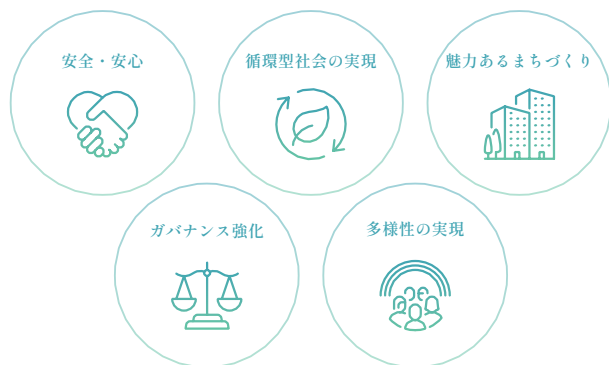 安全・安心
循環型社会の実現
魅力あるまちづくり
ガバナンス強化
多様性の実現